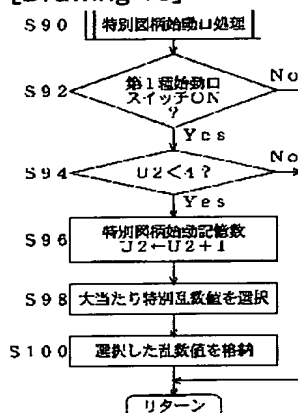 S90 特別図柄始動口処理
S92 第1種始動口
スイッチON
?
No
Yes
S94 U2<4?
No
Yes
S96 特別図柄始動記憶数
U2←U2+1
S98 大当たり特別乱数値を選択
S100 選択した乱数値を格納
リターン